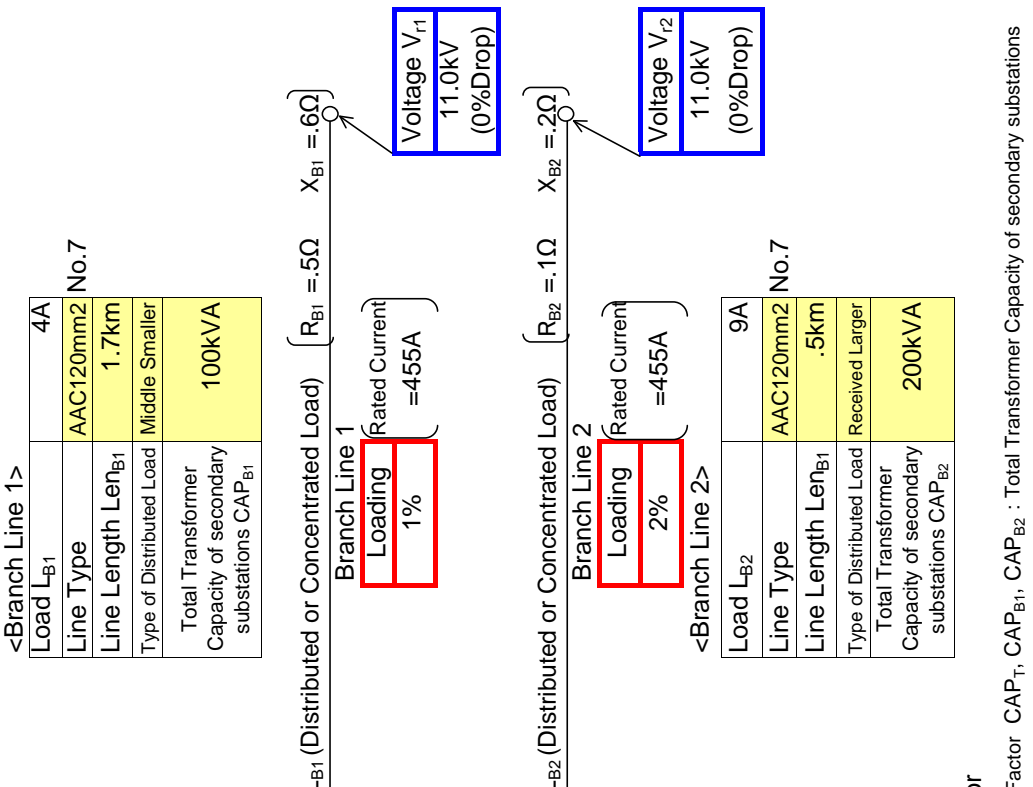 <Branch Line 1>
Load L_B1 4A
Line Type AAC120mm2 No.7
Line Length Len_B1 1.7km
Type of Distributed Load Middle Smaller
Total Transformer
Capacity of secondary
substations CAP_B1
100kVA
-B1 (Distributed or Concentrated Load) R_B1 =.5Ω X_B1 =.6Ω
Branch Line 1
Loading
1%
Rated Current
=455A
Voltage V_r1
11.0kV
(0%Drop)
-B2 (Distributed or Concentrated Load) R_B2 =.1Ω X_B2 =.2Ω
Branch Line 2
Loading
2%
Rated Current
=455A
Voltage V_r2
11.0kV
(0%Drop)
<Branch Line 2>
Load L_B2 9A
Line Type AAC120mm2 No.7
Line Length Len_B1 .5km
Type of Distributed Load Received Larger
Total Transformer
Capacity of secondary
substations CAP_B2
200kVA
or
Factor CAP_T, CAP_B1, CAP_B2 : Total Transformer Capacity of secondary substations